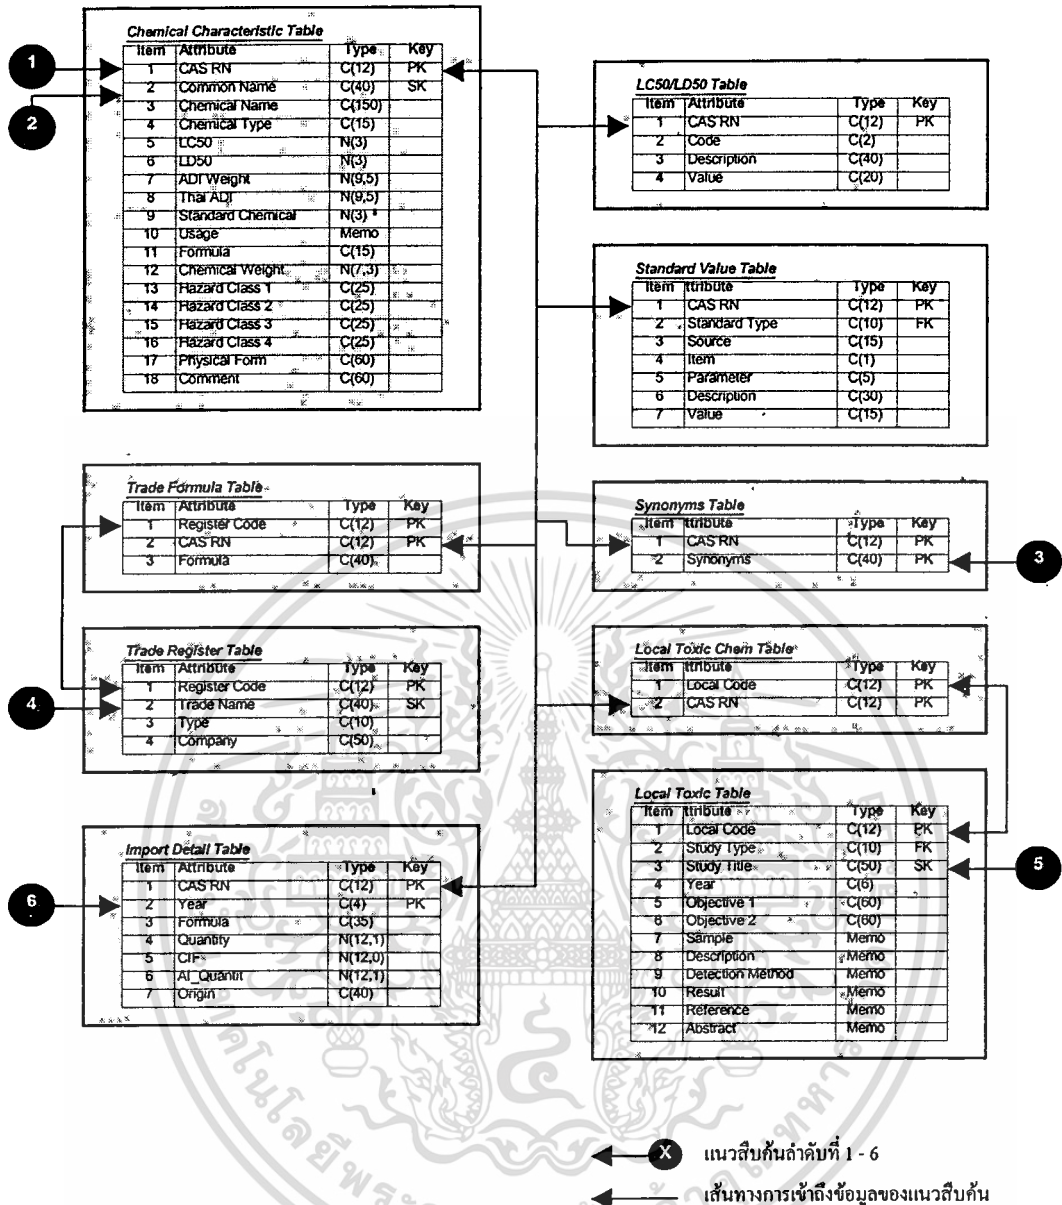 Chemical Characteristic Table
Item Attribute Type Key
1 CAS RN C(12) PK
2 Common Name C(40) SK
3 Chemical Name C(150)
4 Chemical Type C(15)
5 LC50 N(3)
6 LD50 N(3)
7 ADI Weight N(9,5)
8 Thai ADI N(9,5)
9 Standard Chemical N(3)
10 Usage Memo
11 Formula C(15)
12 Chemical Weight N(7,3)
13 Hazard Class 1 C(25)
14 Hazard Class 2 C(25)
15 Hazard Class 3 C(25)
16 Hazard Class 4 C(25)
17 Physical Form C(60)
18 Comment C(60)
1
2
LC50/LD50 Table
Item Attribute Type Key
1 CAS RN C(12) PK
2 Code C(2)
3 Description C(40)
4 Value C(20)
Standard Value Table
Item ttribute Type Key
1 CAS RN C(12) PK
2 Standard Type C(10) FK
3 Source C(15)
4 Item C(1)
5 Parameter C(5)
6 Description C(30)
7 Value C(15)
Trade Formula Table
Item Attribute Type Key
1 Register Code C(12) PK
2 CAS RN C(12) PK
3 Formula C(40)
Synonyms Table
Item ttribute Type Key
1 CAS RN C(12) PK
2 Synonyms C(40) PK
3
Trade Register Table
Item Attribute Type Key
1 Register Code C(12) PK
2 Trade Name C(40) SK
3 Type C(10)
4 Company C(50)
4
Local Toxic Chem Table
Item ttribute Type Key
1 Local Code C(12) PK
2 CAS RN C(12) PK
Import Detail Table
Item Attribute Type Key
1 CAS RN C(12) PK
2 Year C(4) PK
3 Formula C(35)
4 Quantity N(12,1)
5 CIF N(12,0)
6 AI_Quantit N(12,1)
7 Origin C(40)
6
Local Toxic Table
Item ttribute Type Key
1 Local Code C(12) PK
2 Study Type C(10) FK
3 Study Title C(50) SK
4 Year C(6)
5 Objective 1 C(60)
6 Objective 2 C(60)
7 Sample Memo
8 Description Memo
9 Detection Method Memo
10 Result Memo
11 Reference Memo
12 Abstract Memo
5
X แนวสืบค้นลำดับที่ 1 - 6
เส้นทางการเข้าถึงข้อมูลของแนวสืบค้น